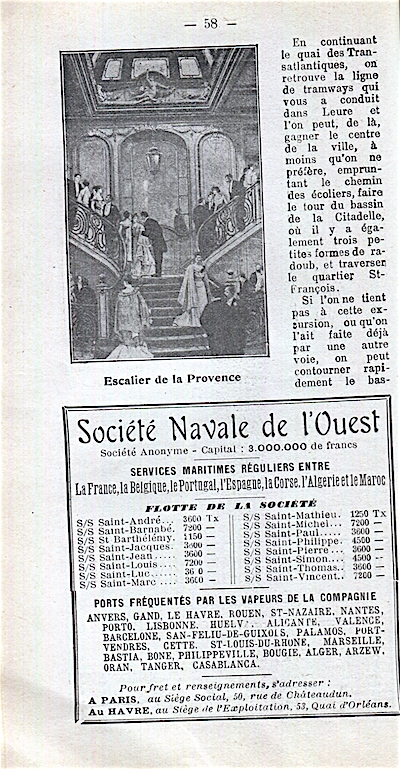 — 58 —
En continuant
le quai des Tran-
satlantiques, on
retrouve la ligne
de tramways qui
vous a conduit
dans Leure et
l'on peut, de là,
gagner le centre
de la ville, à
moins qu'on ne
préfère, emprun-
tant le chemin
des écoliers, faire
le tour du bassin
de la Citadelle,
où il y a éga-
lement trois pe-
tites formes de ra-
doub, et traverser
le quartier St-
François.
Si l'on ne tient
pas à cette ex-
cursion, ou qu'on
l'ait faite déjà
par une autre
voie, on peut
contourner rapi-
dement le bas-
Escalier de la Provence
Société Navale de l'Ouest
Société Anonyme - Capital : 3.000.000 de francs
SERVICES MARITIMES RÉGULIERS ENTRE
La France, la Belgique, le Portugal, l'Espagne, la Corse, l'Algérie et le Maroc
FLOTTE DE LA SOCIÉTÉ
S/S Saint-André... 3600 Tx
S/S Saint-Barnabé. 7200 —
S/S St Barthélémy. 1150 —
S/S Saint-Jacques. 3400 —
S/S Saint-Jean.... 3600 —
S/S Saint-Louis.... 7200 —
S/S Saint-Luc..... 36 0 —
S/S Saint-Marc .... 3600 —
S/S Saint-Mathieu. 1250 Tx
S/S Saint-Michel... 7200 —
S/S Saint-Paul..... 3600 —
S/S Saint-Philippe 4500 —
S/S Saint-Pierre... 3600 —
S/S Saint-Simon.... 4500 —
S/S Saint-Thomas. 3600 —
S/S Saint-Vincent.. 7200 —
PORTS FRÉQUENTÉS PAR LES VAPEURS DE LA COMPAGNIE
ANVERS, GAND, LE HAVRE, ROUEN, ST-NAZAIRE, NANTES,
PORTO, LISBONNE, HUELVA, ALICANTE, VALENCE,
BARCELONE, SAN-FELIU-DE-GUIXOLS, PALAMOS, PORT-
VENDRES, CETTE, ST-LOUIS-DU-RHONE, MARSEILLE,
BASTIA, BONE, PHILIPPEVILLE, BOUGIE, ALGER, ARZEW,
ORAN, TANGER, CASABLANCA.
Pour fret et renseignements, s'adresser :
A PARIS, au Siège Social, 50, rue de Châteaudun.
Au HAVRE, au Siège de l'Exploitation, 53, Quai d'Orléans.